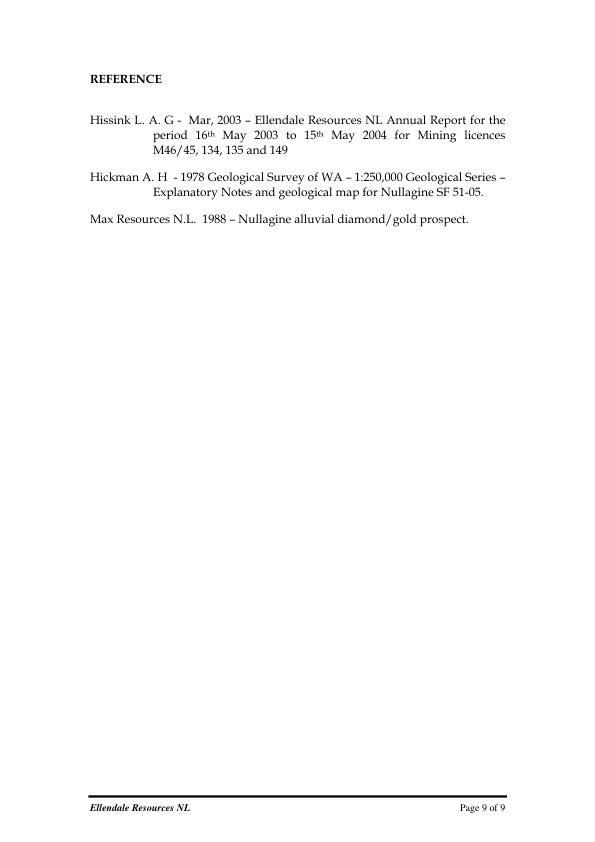 REFERENCE
Hissink L. A. G - Mar, 2003 – Ellendale Resources NL Annual Report for the
period 16th May 2003 to 15th May 2004 for Mining licences
M46/45, 134, 135 and 149
Hickman A. H - 1978 Geological Survey of WA – 1:250,000 Geological Series –
Explanatory Notes and geological map for Nullagine SF 51-05.
Max Resources N.L. 1988 – Nullagine alluvial diamond/gold prospect.
Ellendale Resources NL Page 9 of 9